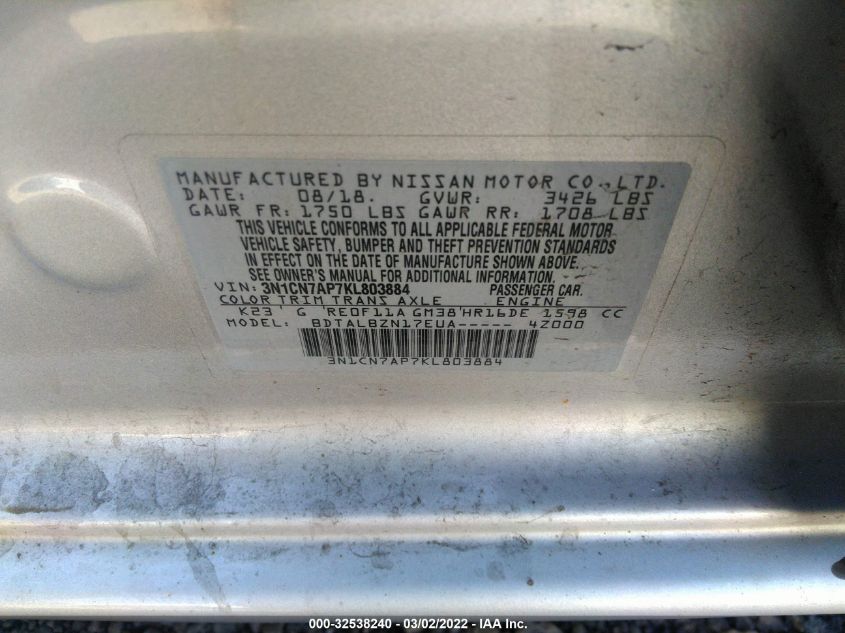 MANUFACTURED BY NISSAN MOTOR CO.,LTD.
DATE: 08/18. GVWR: 3426 LBS
GAWR FR: 1750 LBS GAWR RR: 1708 LBS
THIS VEHICLE CONFORMS TO ALL APPLICABLE FEDERAL MOTOR
VEHICLE SAFETY, BUMPER AND THEFT PREVENTION STANDARDS
IN EFFECT ON THE DATE OF MANUFACTURE SHOWN ABOVE.
SEE OWNER'S MANUAL FOR ADDITIONAL INFORMATION.
VIN: 3N1CN7AP7KL803884 PASSENGER CAR.
COLOR TRIM TRANS AXLE ENGINE
K23' G 'RE0F11A GM38'HR16DE 1598 CC
MODEL: BDTALBZN17EUA----- 4Z000
3N1CN7AP7KL803884
000-32538240 - 03/02/2022 - IAA Inc.